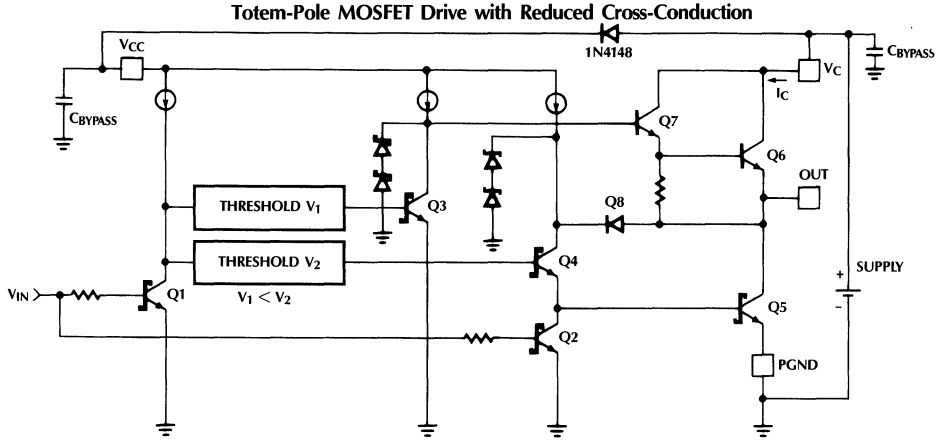 Totem-Pole MOSFET Drive with Reduced Cross-Conduction
1N4148
VCC
VC
CBYPASS
CBYPASS
IC
Q7
Q6
OUT
THRESHOLD V1
Q3
Q8
THRESHOLD V2
Q4
SUPPLY
+
-
V1 < V2
VIN
Q1
Q5
Q2
PGND